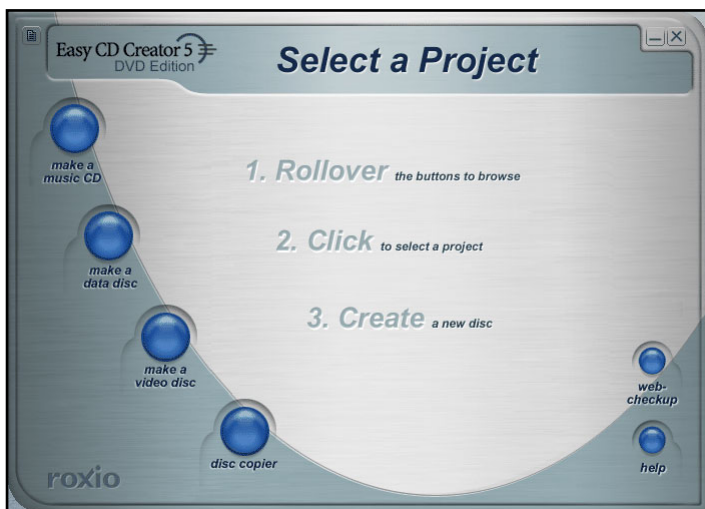 Easy CD Creator 5
DVD Edition
Select a Project
make a
music CD
1. Rollover the buttons to browse
make a
data disc
2. Click to select a project
make a
video disc
3. Create a new disc
disc copier
web-
checkup
help
roxio